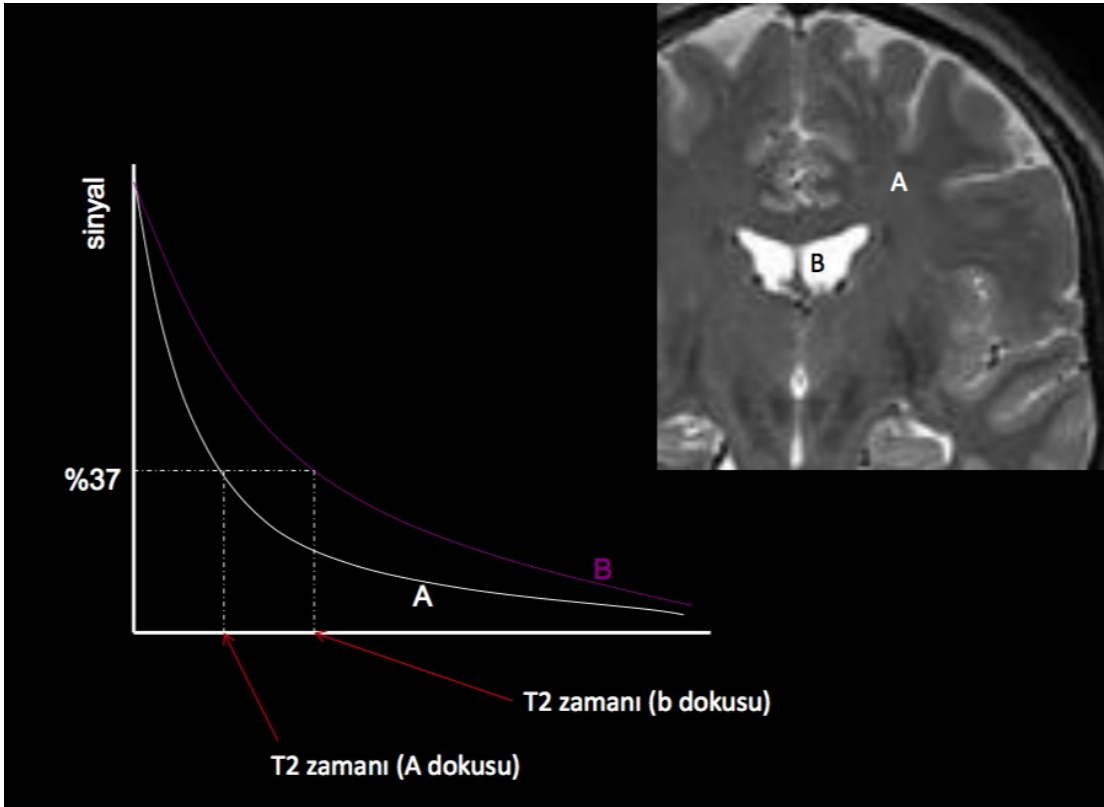 A
B
sinyal
%37
B
A
T2 zamanı (b dokusu)
T2 zamanı (A dokusu)